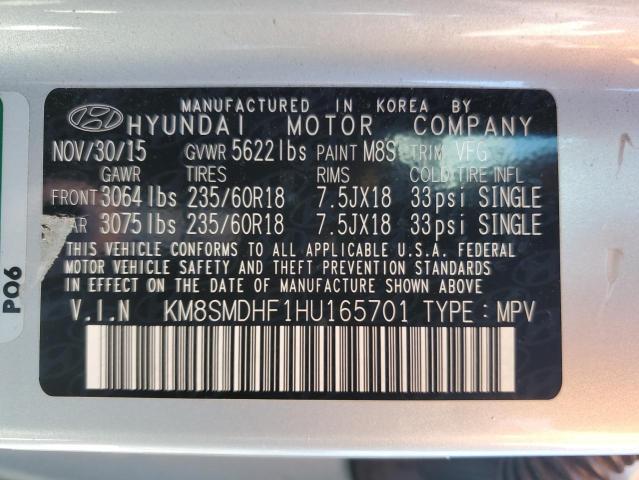 MANUFACTURED IN KOREA BY
HYUNDAI MOTOR COMPANY
NOV/30/15 GVWR 5622lbs PAINT M8S TRIM VFG
GAWR TIRES RIMS COLD TIRE INFL
FRONT 3064lbs 235/60R18 7.5JX18 33psi SINGLE
AR 3075lbs 235/60R18 7.5JX18 33psi SINGLE
THIS VEHICLE CONFORMS TO ALL APPLICABLE U.S.A. FEDERAL
MOTOR VEHICLE SAFETY AND THEFT PREVENTION STANDARDS
IN EFFECT ON THE DATE OF MANUFACTURE SHOWN ABOVE.
V.I.N KM8SMDHF1HU165701 TYPE : MPV
P06